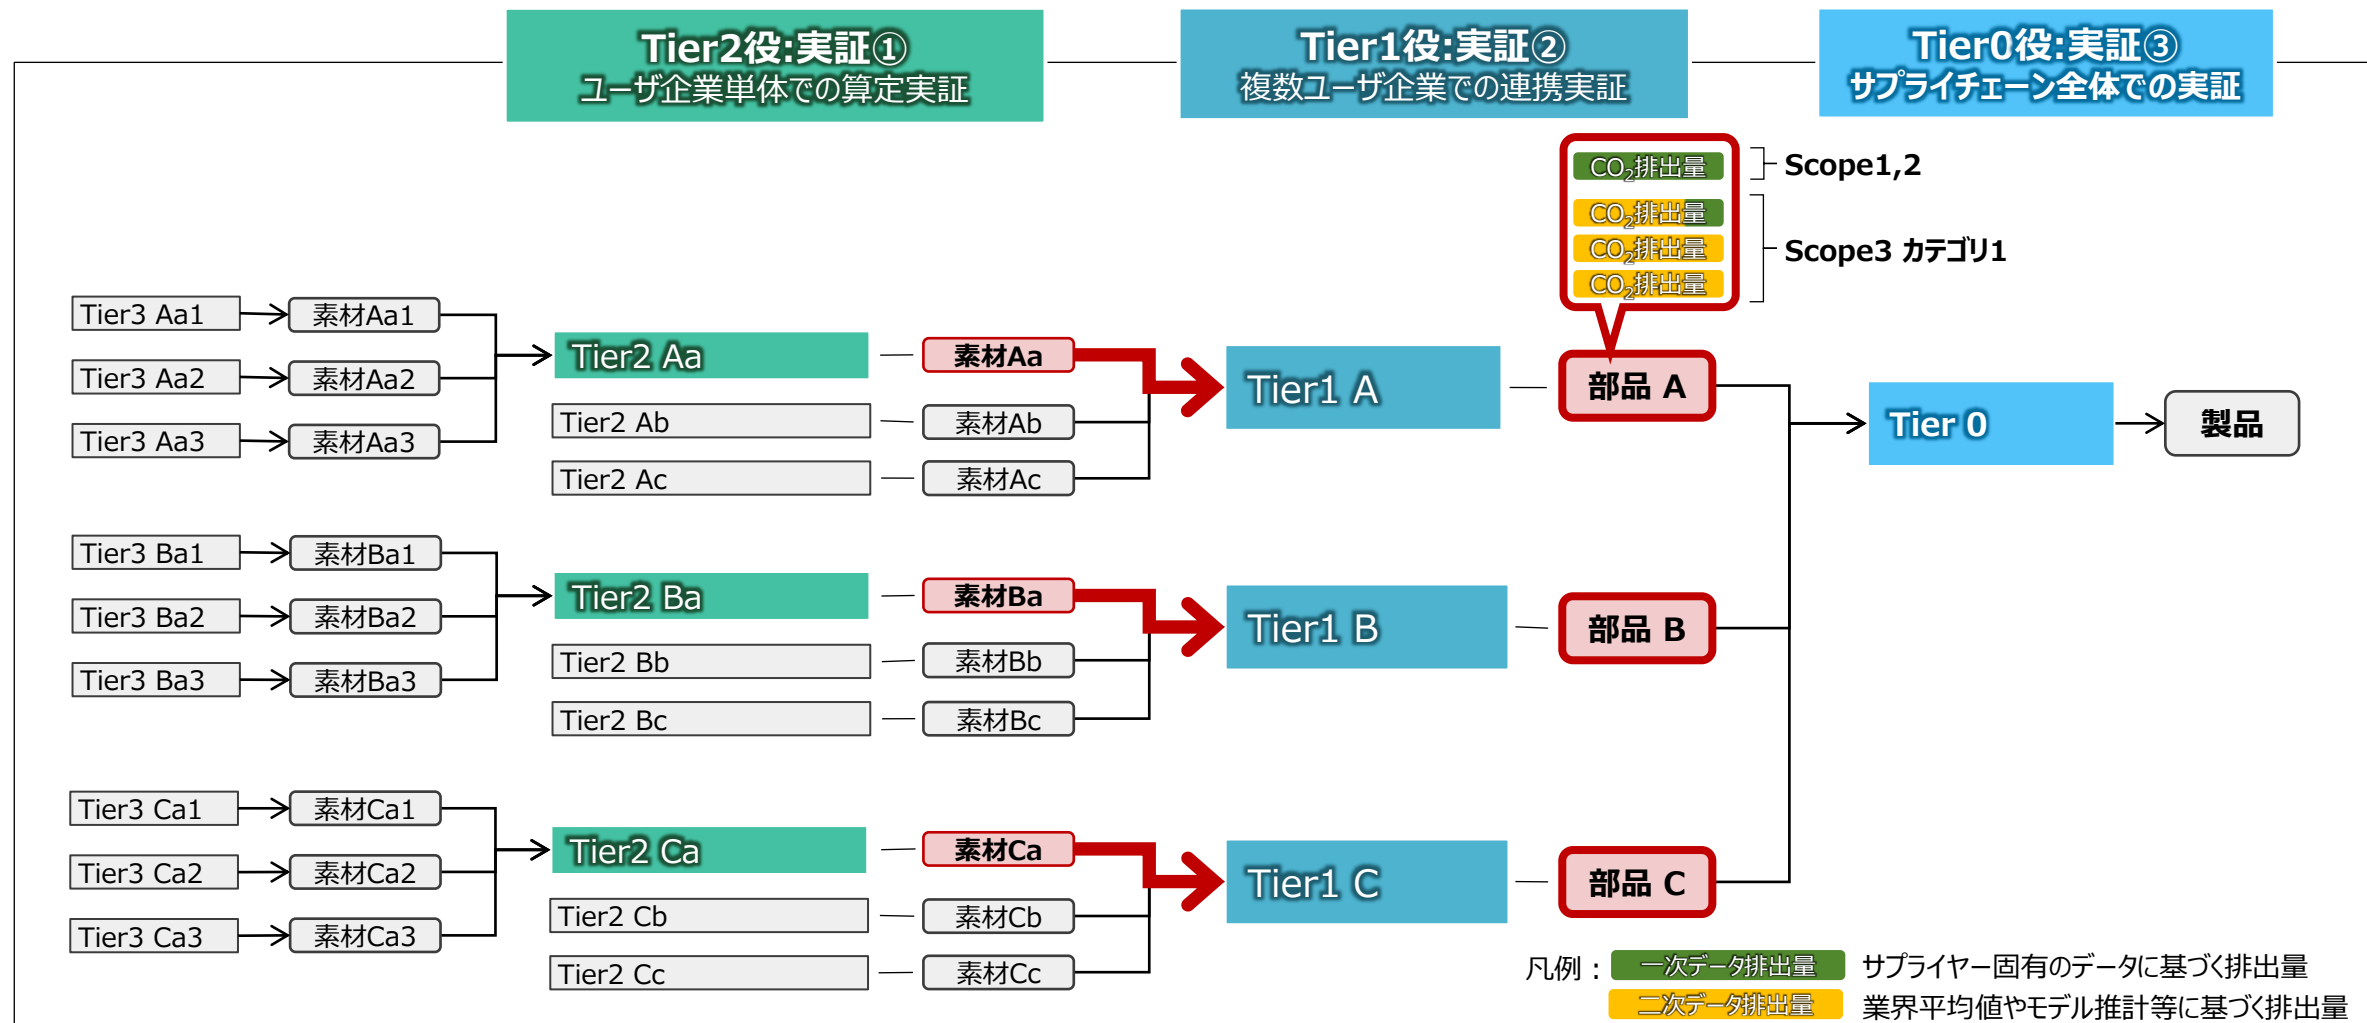 Tier2役:実証①
ユーザ企業単体での算定実証
Tier1役:実証②
複数ユーザ企業での連携実証
Tier0役:実証③
サプライチェーン全体での実証
CO2排出量
Scope1,2
CO2排出量
CO2排出量
CO2排出量
Scope3 カテゴリ1
Tier3 Aa1
素材Aa1
Tier3 Aa2
素材Aa2
Tier3 Aa3
素材Aa3
Tier2 Aa
素材Aa
Tier2 Ab
素材Ab
Tier2 Ac
素材Ac
Tier1 A
部品 A
Tier 0
製品
Tier3 Ba1
素材Ba1
Tier3 Ba2
素材Ba2
Tier3 Ba3
素材Ba3
Tier2 Ba
素材Ba
Tier2 Bb
素材Bb
Tier2 Bc
素材Bc
Tier1 B
部品 B
Tier3 Ca1
素材Ca1
Tier3 Ca2
素材Ca2
Tier3 Ca3
素材Ca3
Tier2 Ca
素材Ca
Tier2 Cb
素材Cb
Tier2 Cc
素材Cc
Tier1 C
部品 C
凡例：一次データ排出量 サプライヤー固有のデータに基づく排出量
二次データ排出量 業界平均値やモデル推計等に基づく排出量